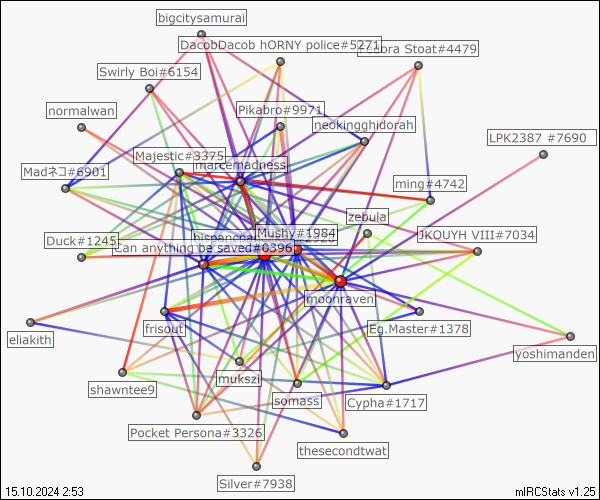 bigcitysamurai
DacobDacob hORNY police#5271
Stoat#4479
Swirly Boi#6154
normalwan
Pikabro#9971
neokingghidorah
LPK2387 #7690
Majestic#3375
marcemadness
Madネコ#6901
ming#4742
zebula
Mushy#1984
Duck#1245
JKOUYH VIII#7034
can anything be saved#0396
moonraven
frisout
Eg.Master#1378
eliakith
yoshimanden
mukszi
shawntee9
somass
Cypha#1717
Pocket Persona#3326
thesecondtwat
Silver#7938
15.10.2024 2:53
mIRCStats v1.25